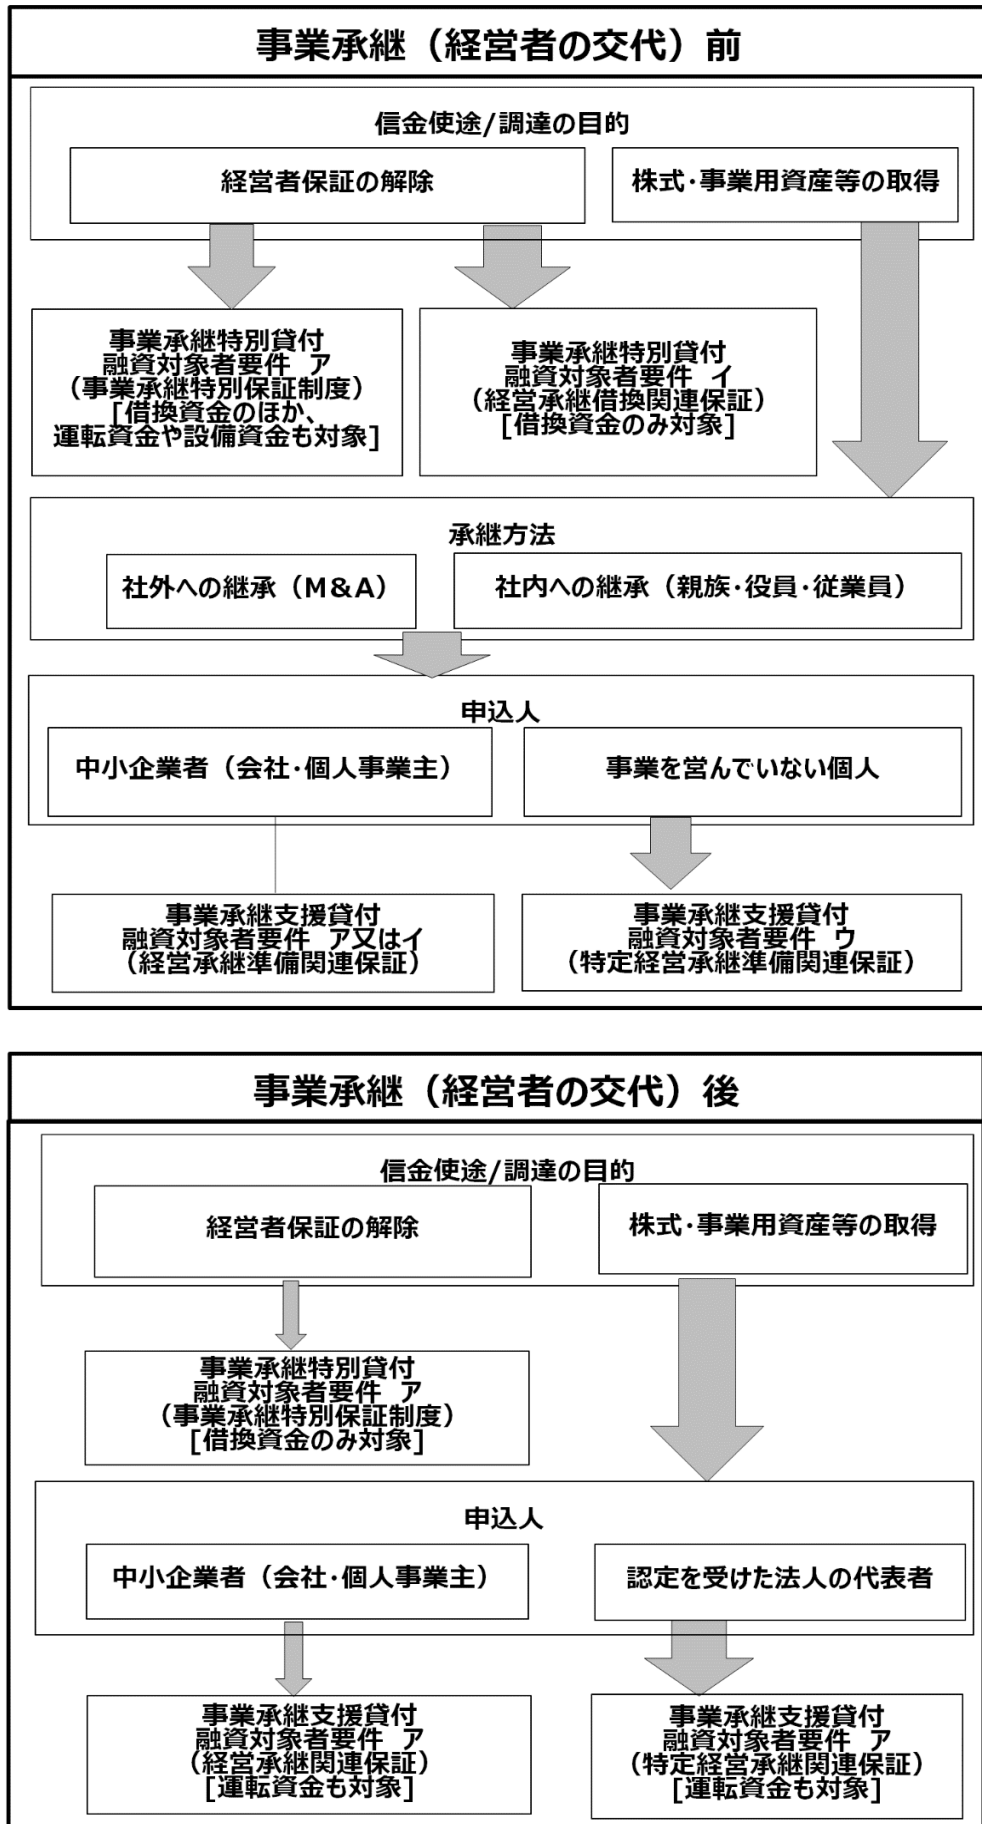 事業承継（経営者の交代）前
信金使途/調達の目的
経営者保証の解除
株式･事業用資産等の取得
事業承継特別貸付
融資対象者要件 ア
（事業承継特別保証制度）
[借換資金のほか、
運転資金や設備資金も対象]
事業承継特別貸付
融資対象者要件 イ
（経営承継借換関連保証）
[借換資金のみ対象]
承継方法
社外への継承（M&A）
社内への継承（親族･役員･従業員）
申込人
中小企業者（会社･個人事業主）
事業を営んでいない個人
事業承継支援貸付
融資対象者要件 ア又はイ
（経営承継準備関連保証）
事業承継支援貸付
融資対象者要件 ウ
（特定経営承継準備関連保証）
事業承継（経営者の交代）後
信金使途/調達の目的
経営者保証の解除
株式･事業用資産等の取得
事業承継特別貸付
融資対象者要件 ア
（事業承継特別保証制度）
[借換資金のみ対象]
申込人
中小企業者（会社･個人事業主）
認定を受けた法人の代表者
事業承継支援貸付
融資対象者要件 ア
（経営承継関連保証）
[運転資金も対象]
事業承継支援貸付
融資対象者要件 ア
（特定経営承継関連保証）
[運転資金も対象]